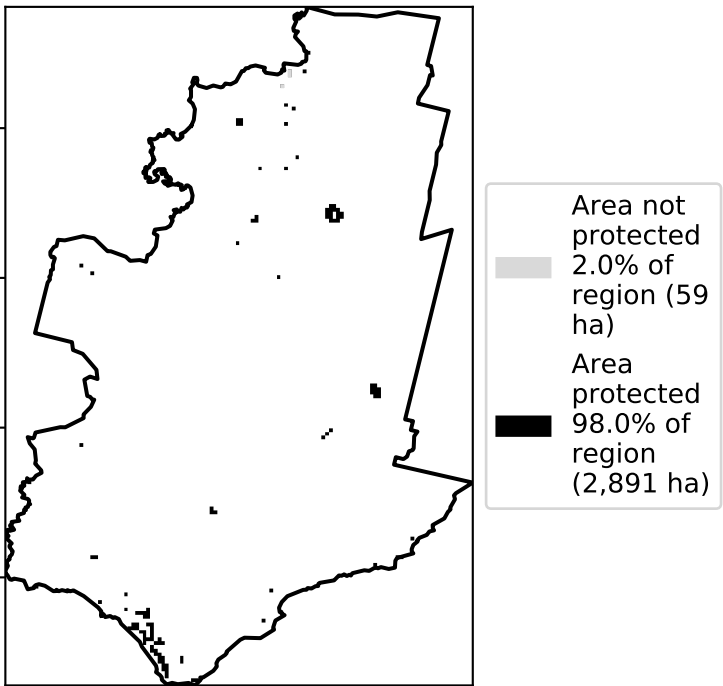 Area not
protected
2.0% of
region (59
ha)
Area
protected
98.0% of
region
(2,891 ha)